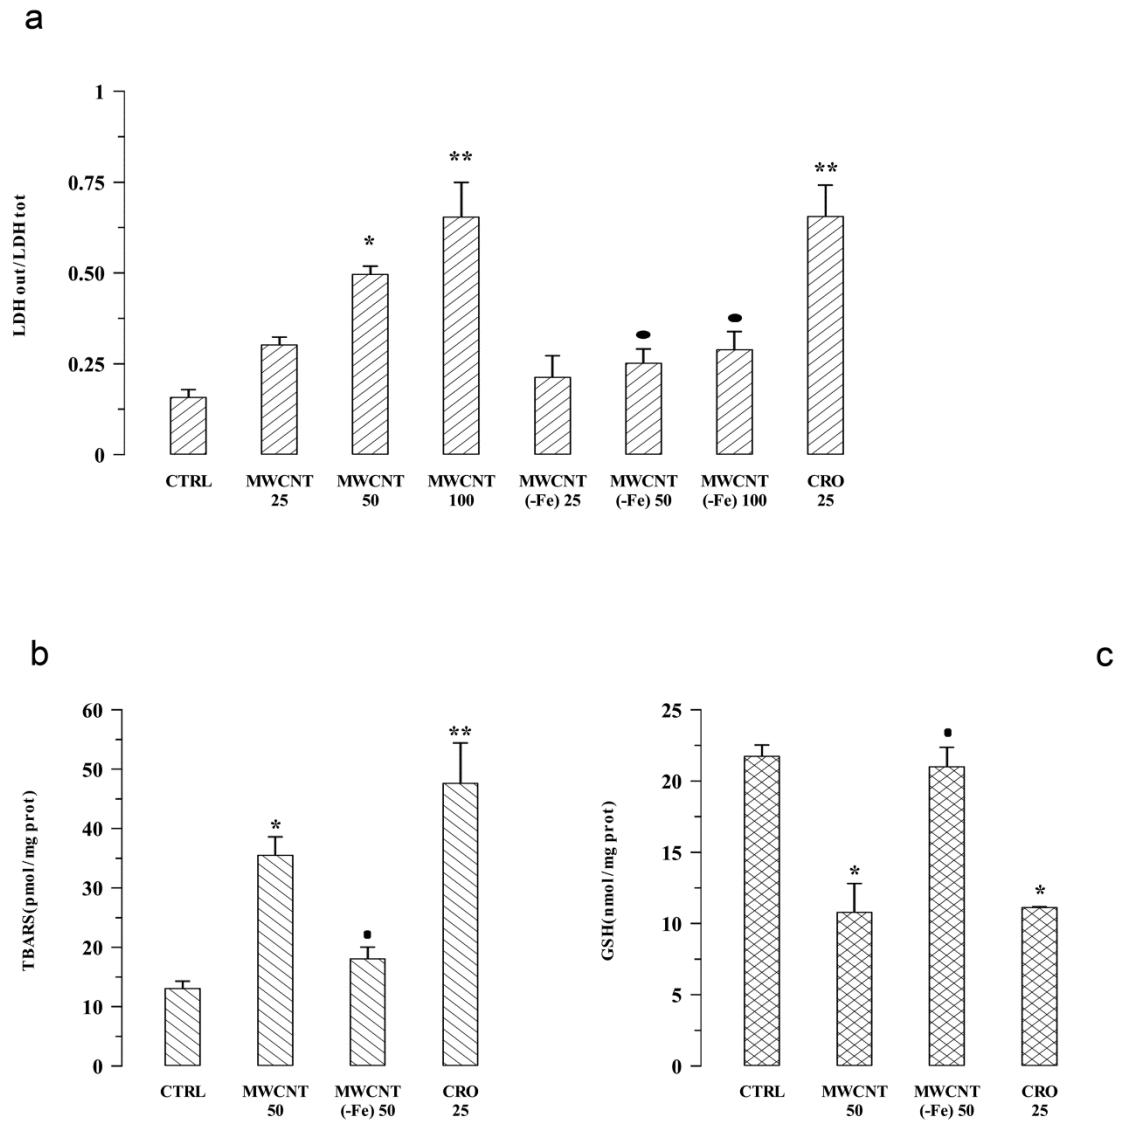 a
1
0.75
0.50
0.25
0
LDH out/LDH tot
*
**
**
CTRL
MWCNT
25
MWCNT
50
MWCNT
100
MWCNT
(-Fe) 25
MWCNT
(-Fe) 50
MWCNT
(-Fe) 100
CRO
25
b
60
50
40
30
20
10
0
TBARS(pmol/mg prot)
*
**
CTRL
MWCNT
50
MWCNT
(-Fe) 50
CRO
25
c
25
20
15
10
5
0
GSH(nmol/mg prot)
*
*
CTRL
MWCNT
50
MWCNT
(-Fe) 50
CRO
25